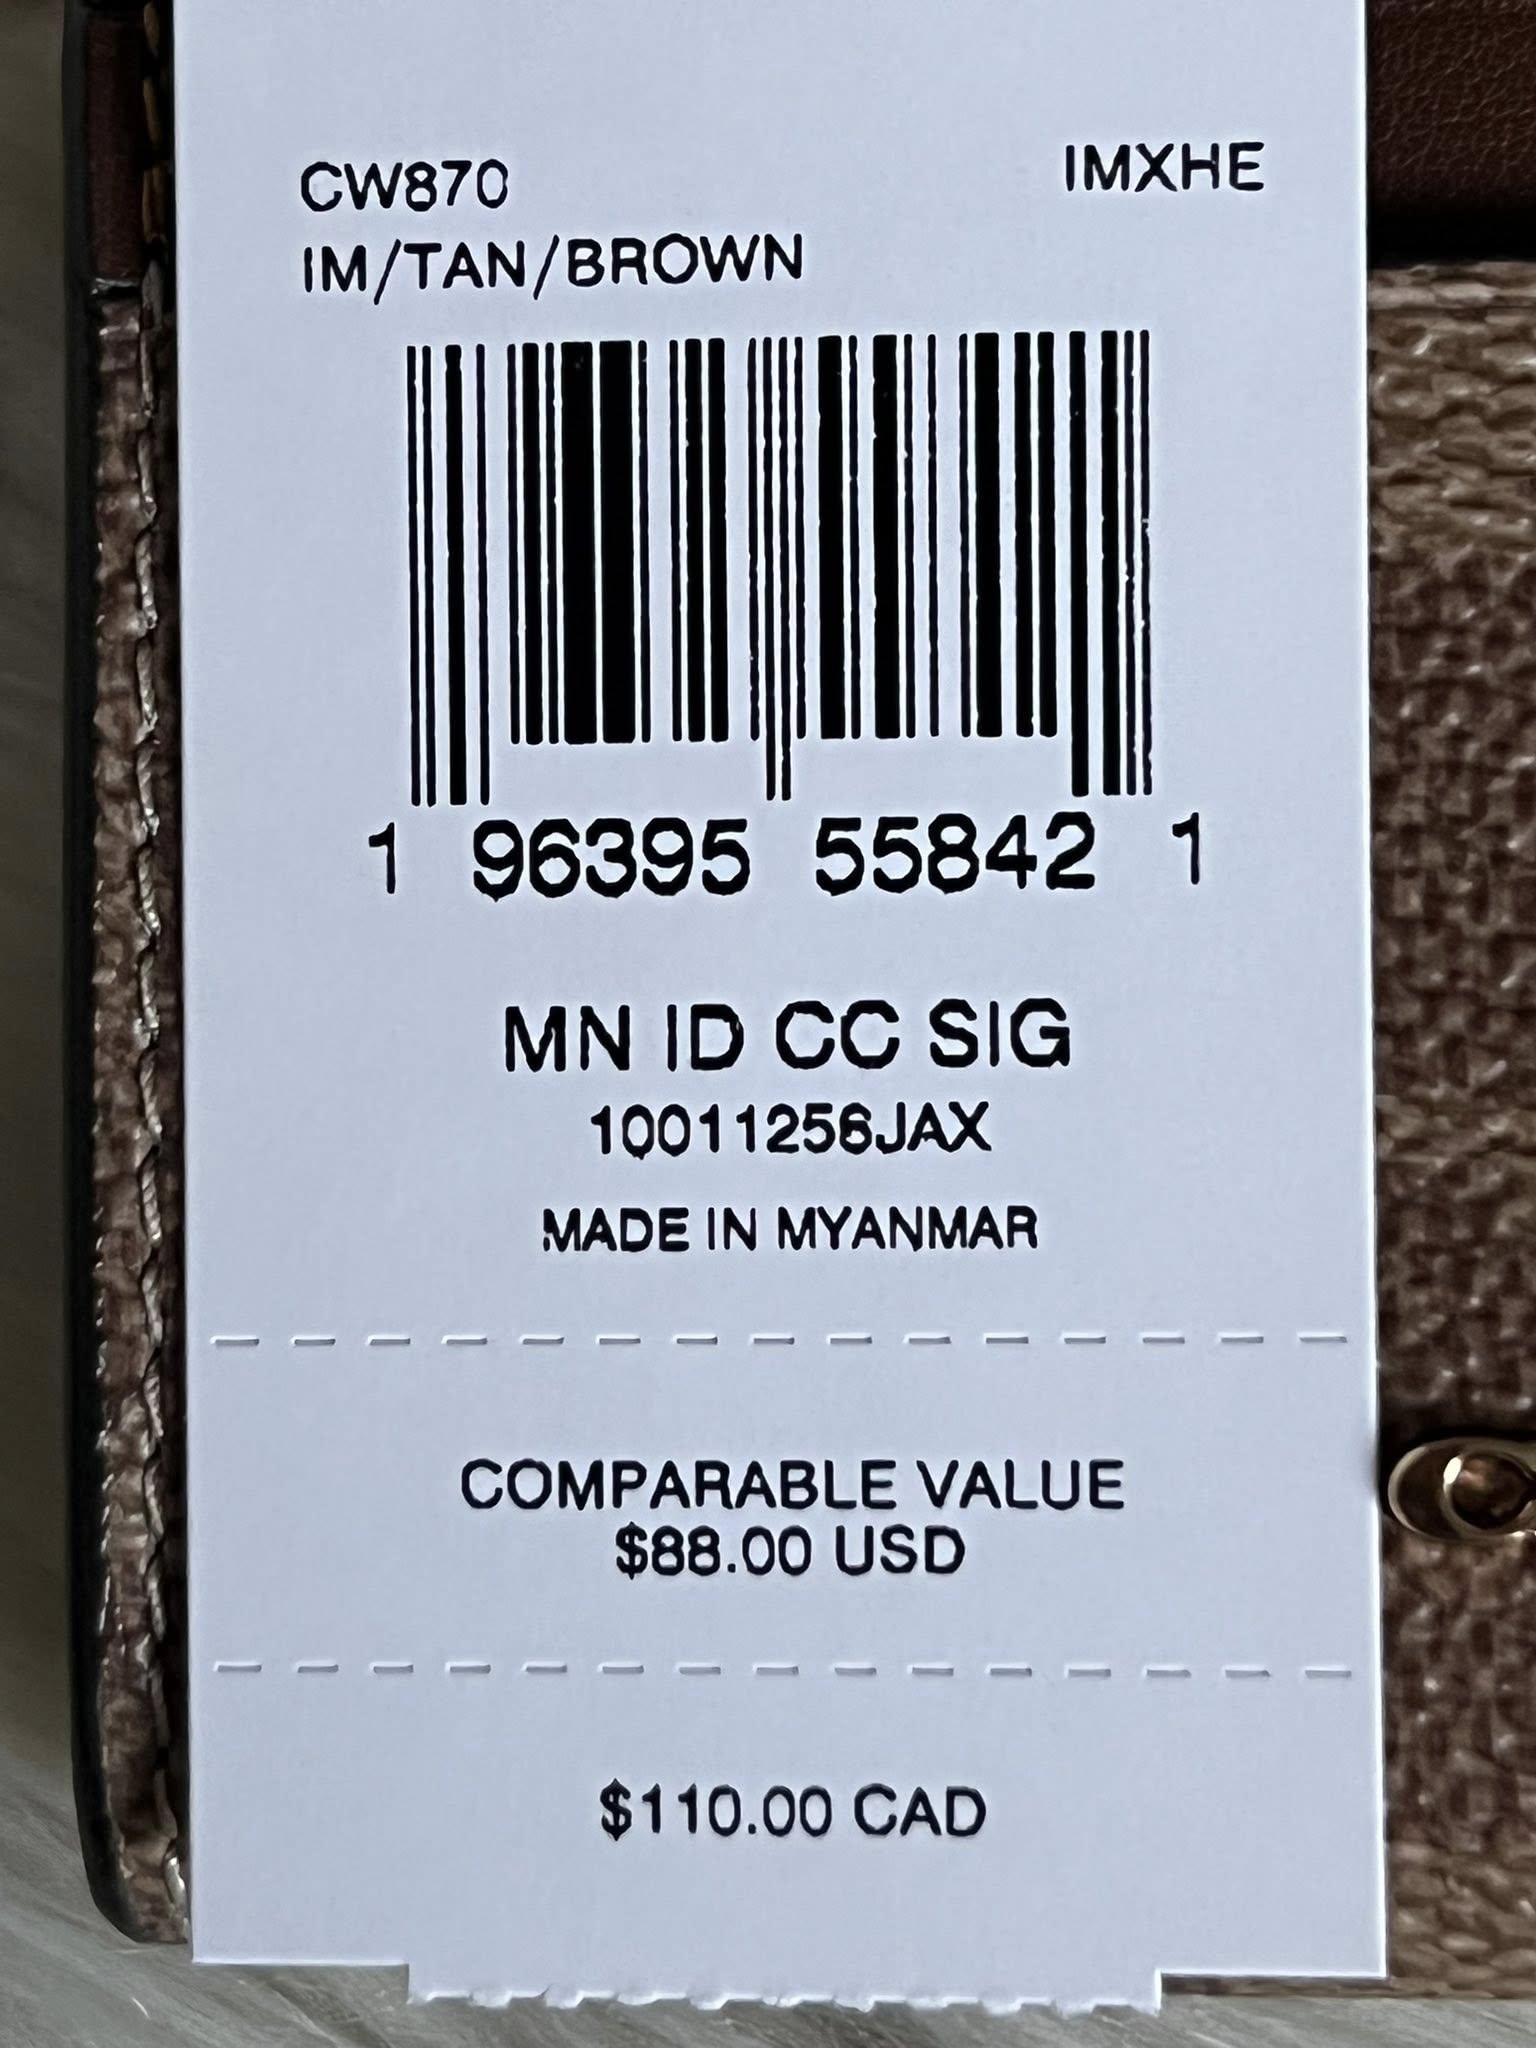 CW870 IMXHE
IM/TAN/BROWN
1 96395 55842 1
MN ID CC SIG
10011256JAX
MADE IN MYANMAR
COMPARABLE VALUE
$88.00 USD
$110.00 CAD